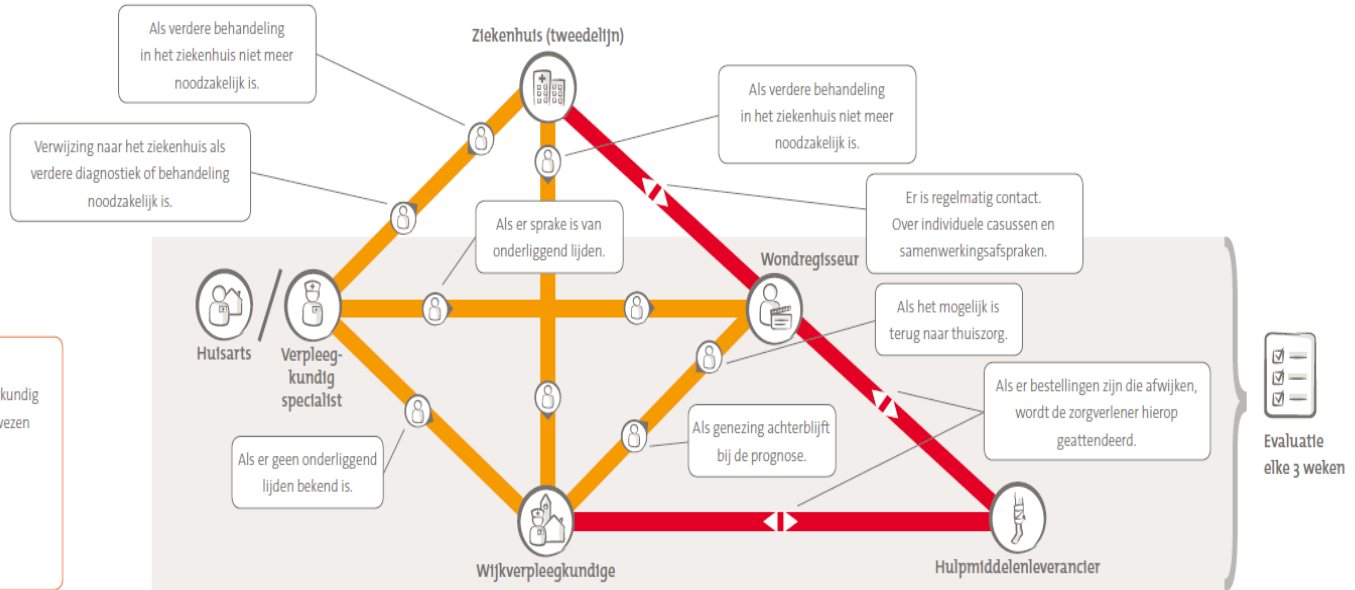 Als verdere behandeling
in het ziekenhuis niet meer
noodzakelijk is.
Ziekenhuis (tweedelijn)
Als verdere behandeling
in het ziekenhuis niet meer
noodzakelijk is.
Verwijzing naar het ziekenhuis als
verdere diagnostiek of behandeling
noodzakelijk is.
Er is regelmatig contact.
Over individuele casussen en
samenwerkingsafspraken.
Als er sprake is van
onderliggend lijden.
Wondregisseur
Als het mogelijk is
terug naar thuiszorg.
Huisarts
Verpleeg-
kundig
specialist
kundig
wezen
Als er bestellingen zijn die afwijken,
wordt de zorgverlener hierop
geattendeerd.
Als genezing achterblijft
bij de prognose.
Als er geen onderliggend
lijden bekend is.
Evaluatie
elke 3 weken
Wijkverpleegkundige
Hulpmiddelenleverancier